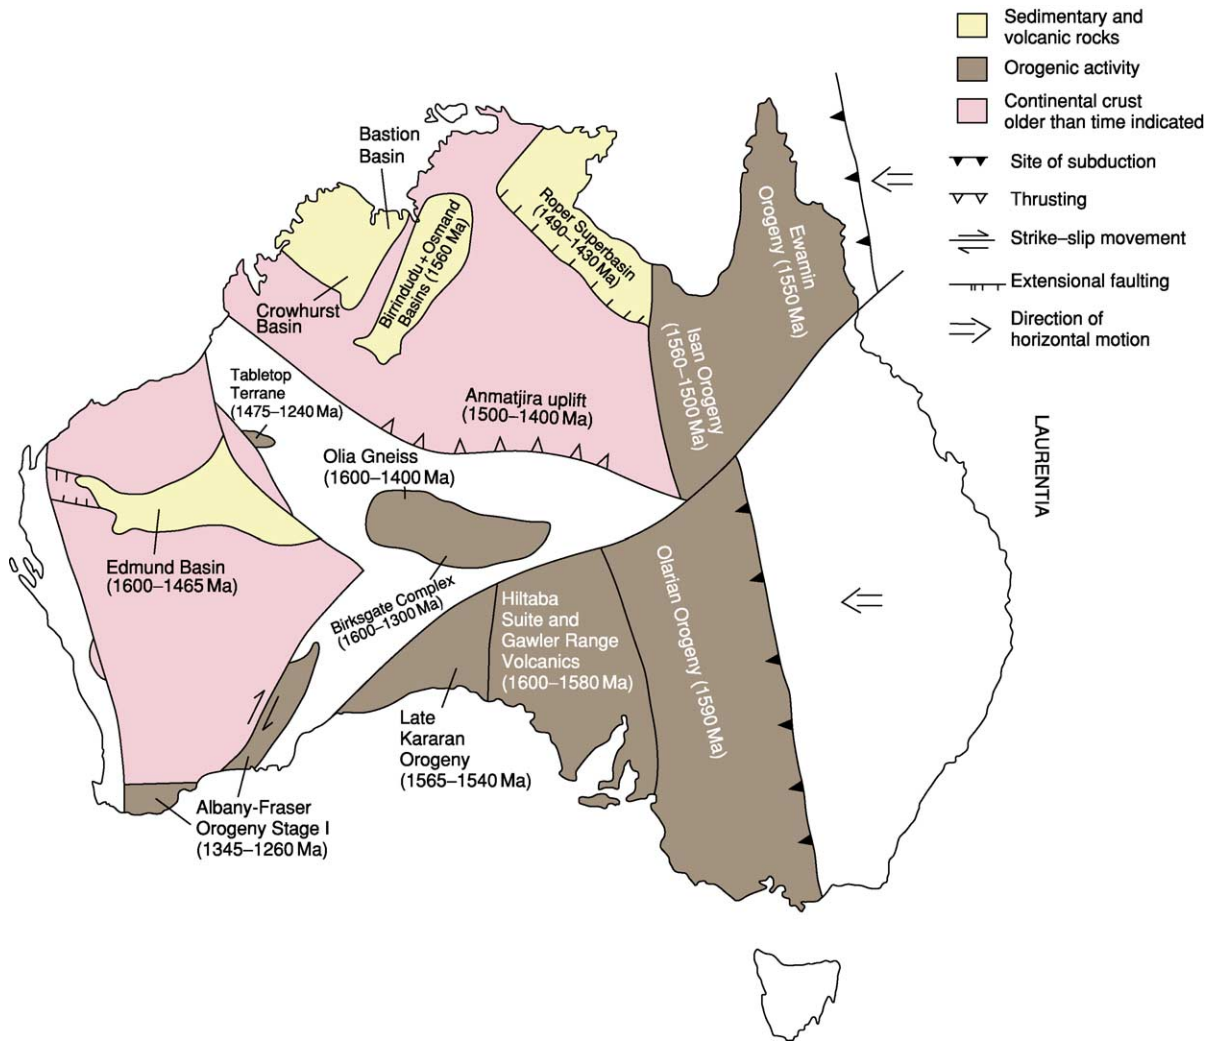 Sedimentary and
volcanic rocks
Orogenic activity
Continental crust
older than time indicated
Site of subduction
Thrusting
Strike–slip movement
Extensional faulting
Direction of
horizontal motion
Bastion
Basin
Crowhurst
Basin
Birrindudu + Osmand
Basins (1560 Ma)
Roper Superbasin
(1490–1430 Ma)
Ewamin
Orogeny (1550 Ma)
Isan Orogeny
(1560–1500 Ma)
Tabletop
Terrane
(1475–1240 Ma)
Anmatjira uplift
(1500–1400 Ma)
Olia Gneiss
(1600–1400 Ma)
LAURENTIA
Edmund Basin
(1600–1465 Ma)
Birksgate Complex
(1600–1300 Ma)
Hiltaba
Suite and
Gawler Range
Volcanics
(1600–1580 Ma)
Olarian Orogeny (1590 Ma)
Late
Kararan
Orogeny
(1565–1540 Ma)
Albany-Fraser
Orogeny Stage I
(1345–1260 Ma)